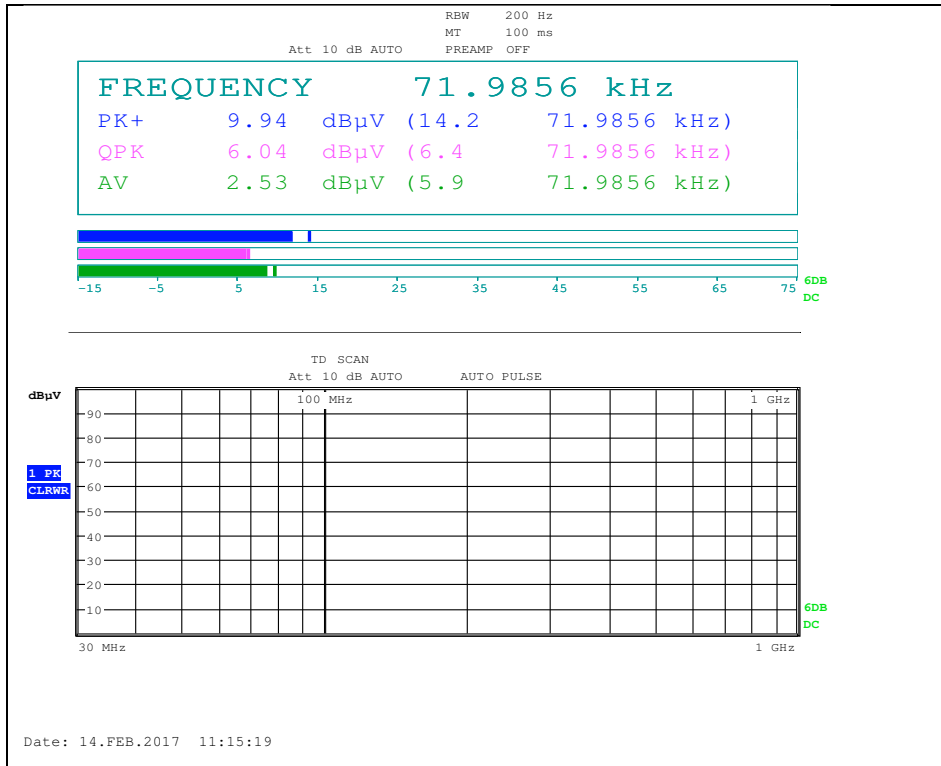 RBW 200 Hz
MT 100 ms
Att 10 dB AUTO PREAMP OFF
FREQUENCY 71.9856 kHz
PK+ 9.94 dBµV (14.2 71.9856 kHz)
QPK 6.04 dBµV (6.4 71.9856 kHz)
AV 2.53 dBµV (5.9 71.9856 kHz)
-15 -5 5 15 25 35 45 55 65 75
6DB
DC
TD SCAN
Att 10 dB AUTO AUTO PULSE
dBµV
100 MHz 1 GHz
90
80
70
1 PK
CLRWR
60
50
40
30
20
10
6DB
DC
30 MHz 1 GHz
Date: 14.FEB.2017 11:15:19